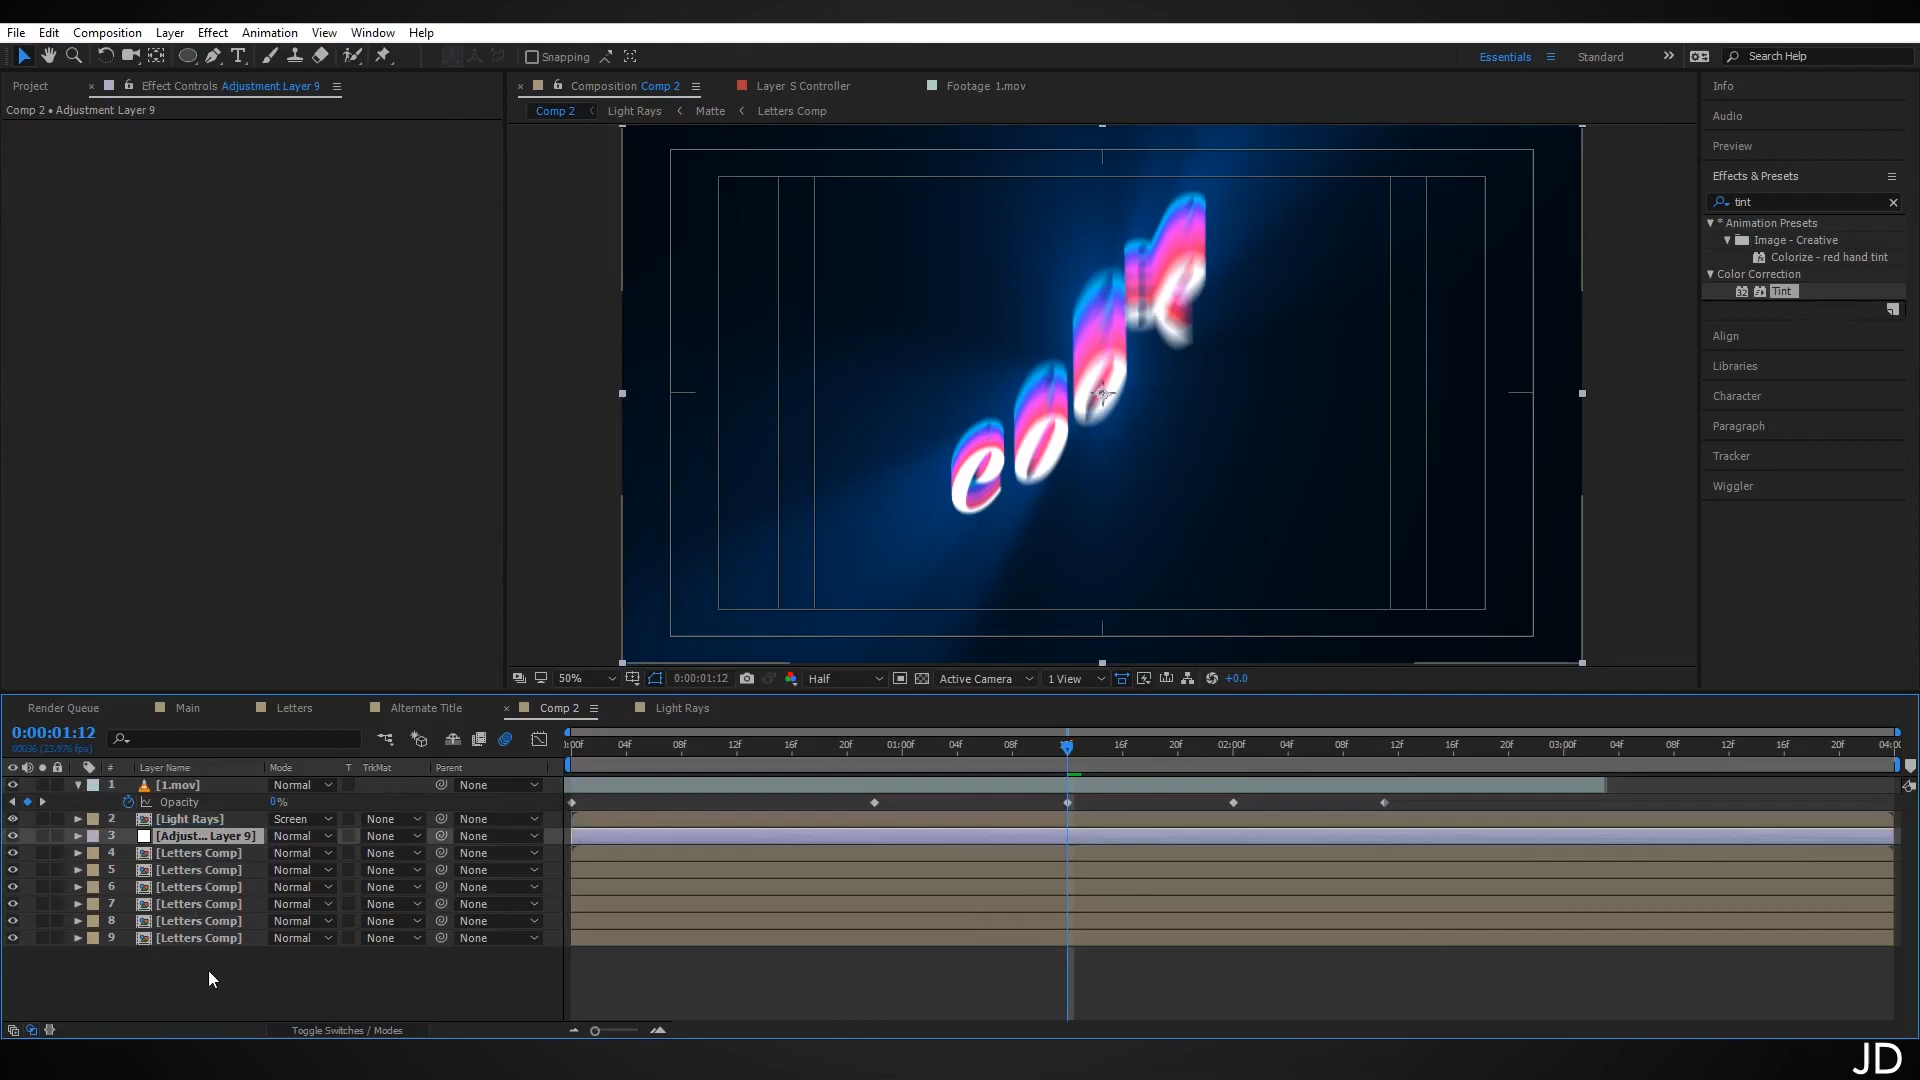 File Edit Composition Layer Effect Animation View Window Help
Snapping Essentials Standard Search Help
Project Effect Controls Adjustment Layer 9 Composition Comp 2 Layer S Controller Footage 1.mov Info
Comp 2 • Adjustment Layer 9 Comp 2 Light Rays Matte Letters Comp
Audio
Preview
Effects & Presets
tint
* Animation Presets
Image - Creative
Colorize - red hand tint
Color Correction
32 Tint
Align
Libraries
Character
Paragraph
Tracker
Wiggler
50% 0:00:01:12 Half Active Camera 1 View +0.0
Render Queue Main Letters Alternate Title Comp 2 Light Rays
0:00:01:12
00036 (23.976 fps)
:00f 04f 08f 12f 16f 20f 01:00f 04f 08f 16f 20f 02:00f 04f 08f 12f 16f 20f 03:00f 04f 08f 12f 16f 20f 04:00
# Layer Name Mode T TrkMat Parent
1 [1.mov] Normal None
Opacity 0%
2 [Light Rays] Screen None None
3 [Adjust... Layer 9] Normal None None
4 [Letters Comp] Normal None None
5 [Letters Comp] Normal None None
6 [Letters Comp] Normal None None
7 [Letters Comp] Normal None None
8 [Letters Comp] Normal None None
9 [Letters Comp] Normal None None
Toggle Switches / Modes
JD